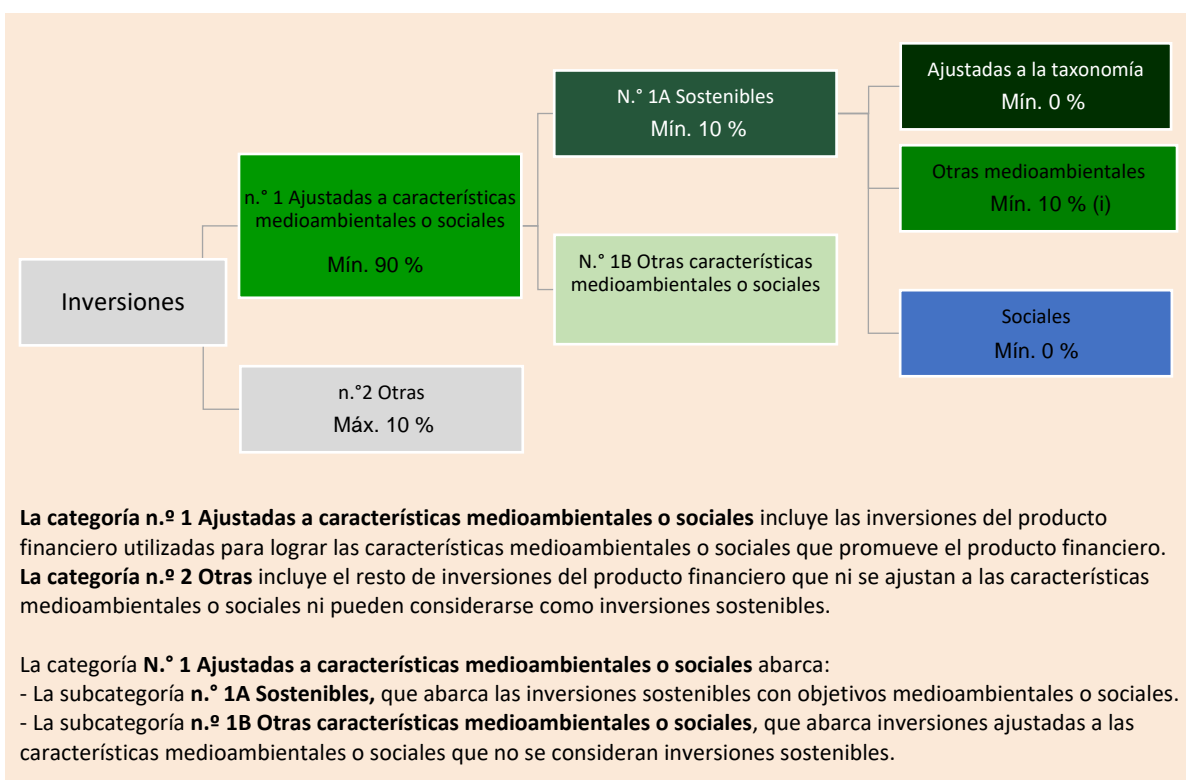 Inversiones
n.° 1 Ajustadas a características
medioambientales o sociales
Mín. 90 %
n.°2 Otras
Máx. 10 %
N.° 1A Sostenibles
Mín. 10 %
N.° 1B Otras características
medioambientales o sociales
Ajustadas a la taxonomía
Mín. 0 %
Otras medioambientales
Mín. 10 % (i)
Sociales
Mín. 0 %
La categoría n.º 1 Ajustadas a características medioambientales o sociales incluye las inversiones del producto
financiero utilizadas para lograr las características medioambientales o sociales que promueve el producto financiero.
La categoría n.º 2 Otras incluye el resto de inversiones del producto financiero que ni se ajustan a las características
medioambientales o sociales ni pueden considerarse como inversiones sostenibles.
La categoría N.° 1 Ajustadas a características medioambientales o sociales abarca:
- La subcategoría n.° 1A Sostenibles, que abarca las inversiones sostenibles con objetivos medioambientales o sociales.
- La subcategoría n.º 1B Otras características medioambientales o sociales, que abarca inversiones ajustadas a las
características medioambientales o sociales que no se consideran inversiones sostenibles.